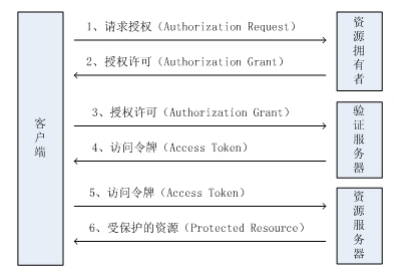 客户端
1、请求授权（Authorization Request）
2、授权许可（Authorization Grant）
资源拥有者
3、授权许可（Authorization Grant）
4、访问令牌（Access Token）
验证服务器
5、访问令牌（Access Token）
6、受保护的资源（Protected Resource）
资源服务器